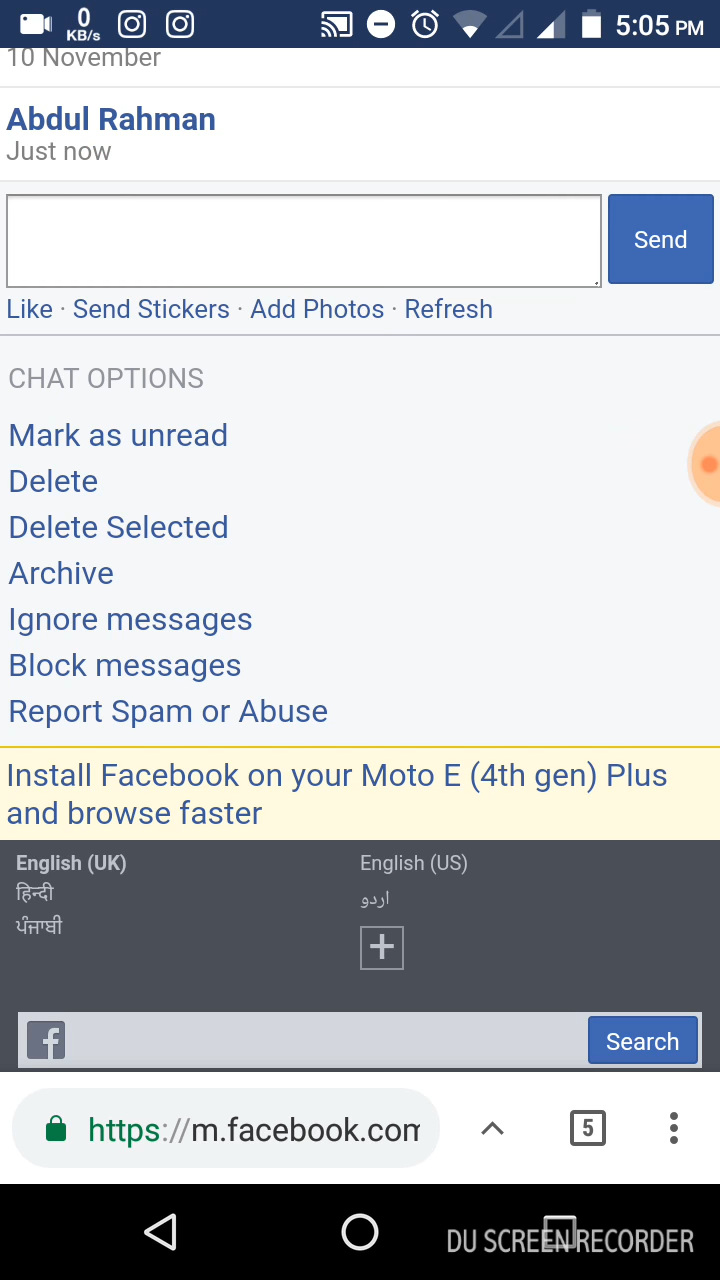 0
KB/s
5:05 PM
10 November
Abdul Rahman
Just now
Send
Like · Send Stickers · Add Photos · Refresh
CHAT OPTIONS
Mark as unread
Delete
Delete Selected
Archive
Ignore messages
Block messages
Report Spam or Abuse
Install Facebook on your Moto E (4th gen) Plus
and browse faster
English (UK)
English (US)
हिन्दी
اردو
ਪੰਜਾਬੀ
Search
https://m.facebook.com
5
DU SCREEN RECORDER